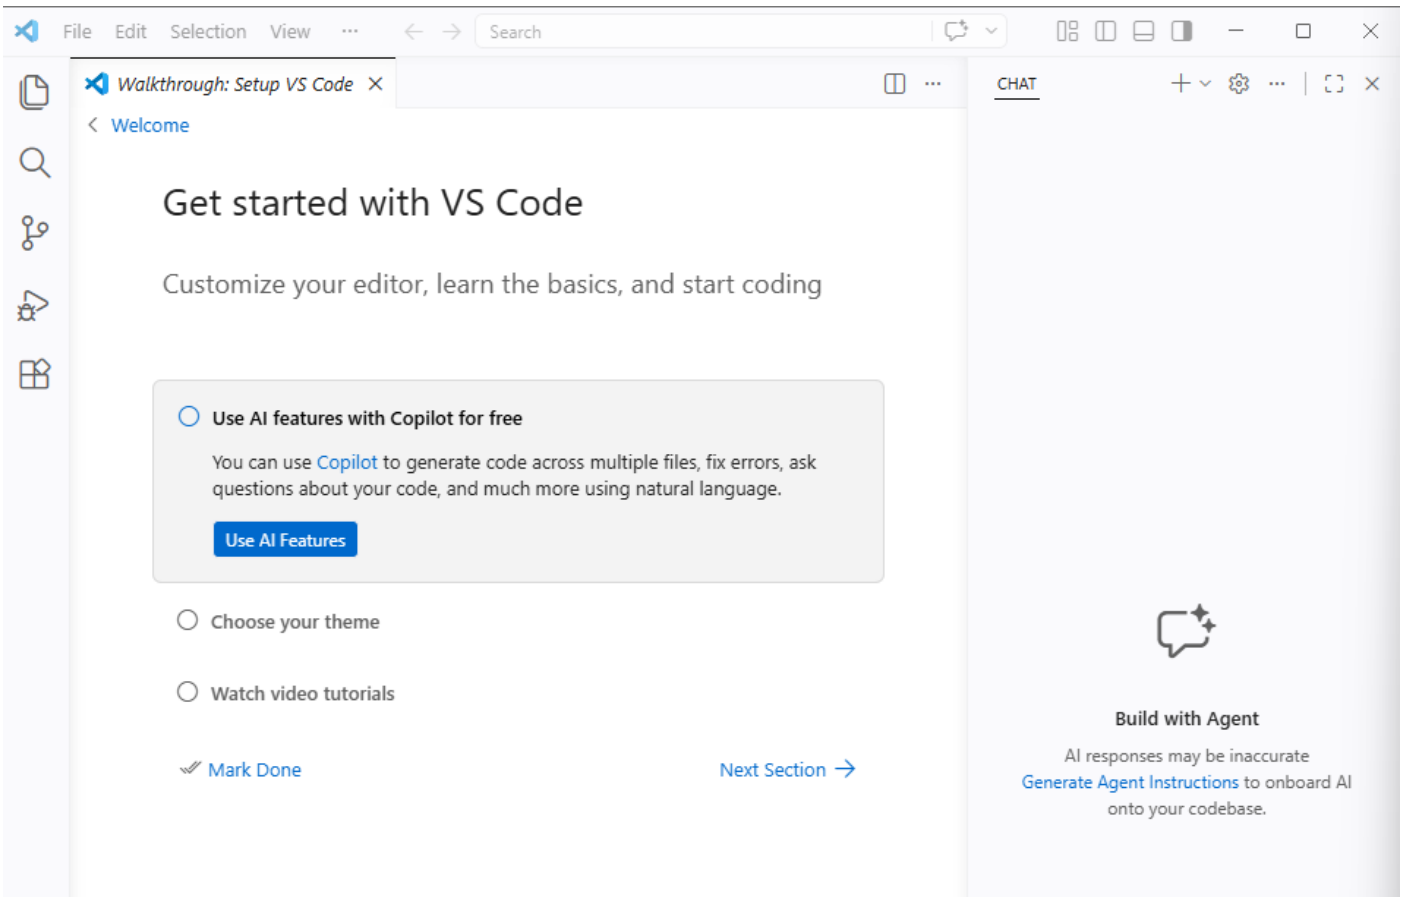 File Edit Selection View ··· Search
Walkthrough: Setup VS Code
CHAT
Welcome
Get started with VS Code
Customize your editor, learn the basics, and start coding
Use AI features with Copilot for free
You can use Copilot to generate code across multiple files, fix errors, ask
questions about your code, and much more using natural language.
Use AI Features
Choose your theme
Watch video tutorials
Mark Done
Next Section
Build with Agent
AI responses may be inaccurate
Generate Agent Instructions to onboard AI
onto your codebase.